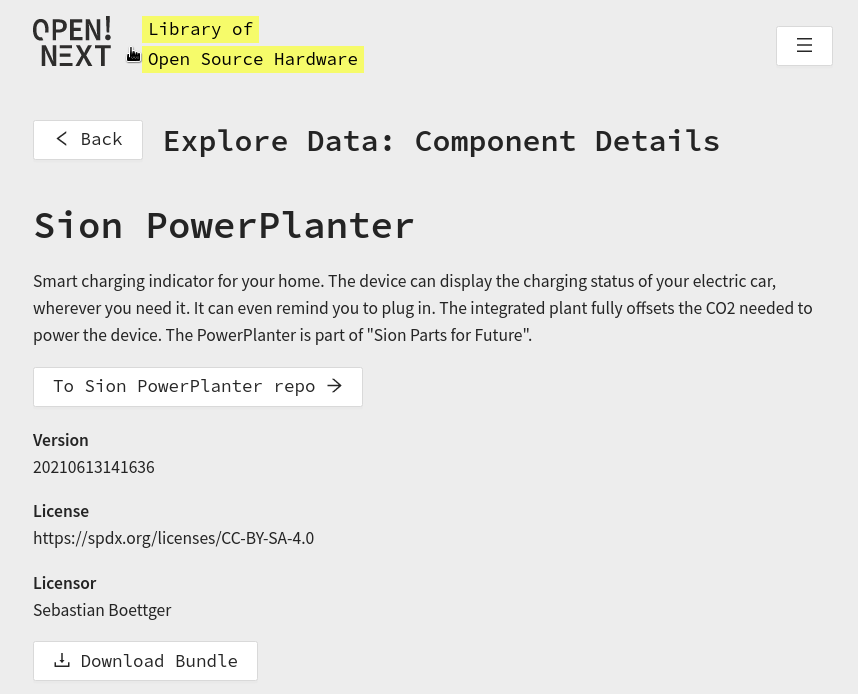 OPEN!
NEXT
Library of
Open Source Hardware
Back
Explore Data: Component Details
Sion PowerPlanter
Smart charging indicator for your home. The device can display the charging status of your electric car,
wherever you need it. It can even remind you to plug in. The integrated plant fully offsets the CO2 needed to
power the device. The PowerPlanter is part of "Sion Parts for Future".
To Sion PowerPlanter repo
Version
20210613141636
License
https://spdx.org/licenses/CC-BY-SA-4.0
Licensor
Sebastian Boettger
Download Bundle